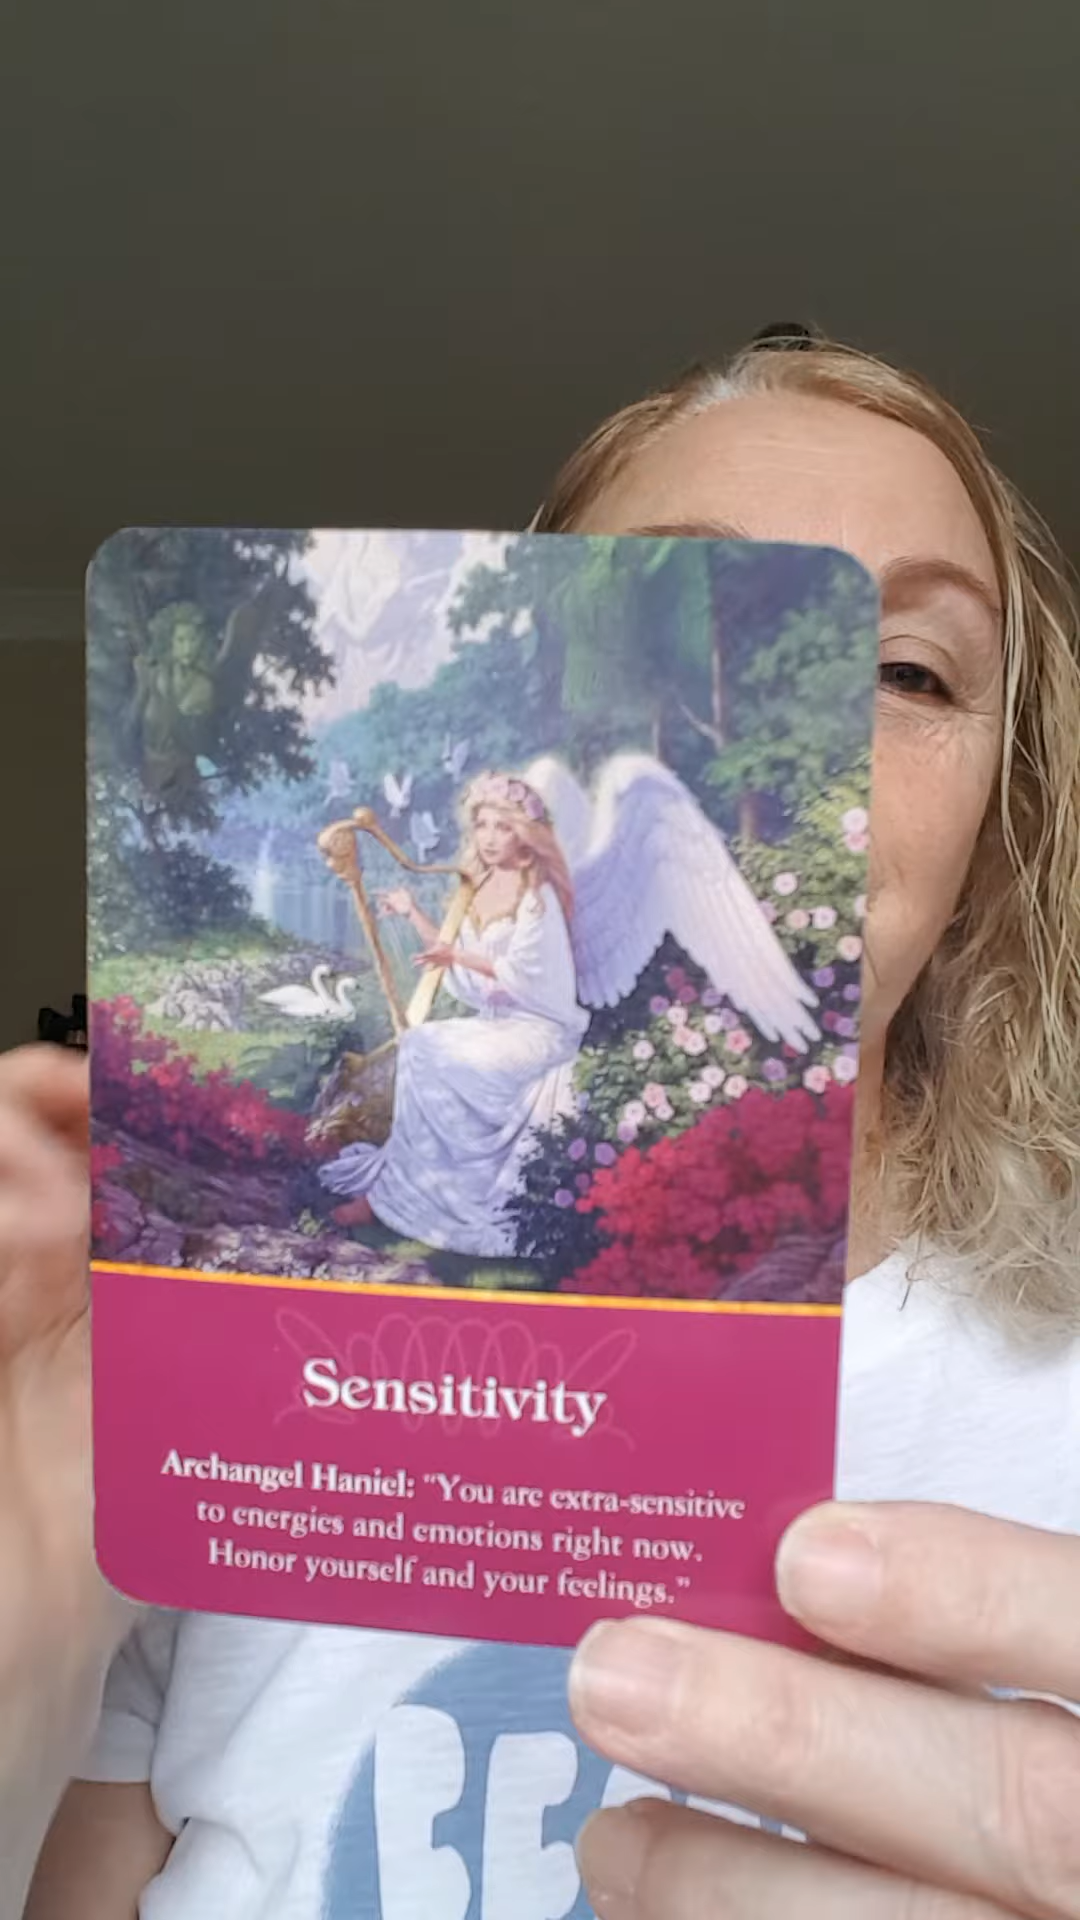 Sensitivity
Archangel Haniel: "You are extra-sensitive
to energies and emotions right now.
Honor yourself and your feelings."